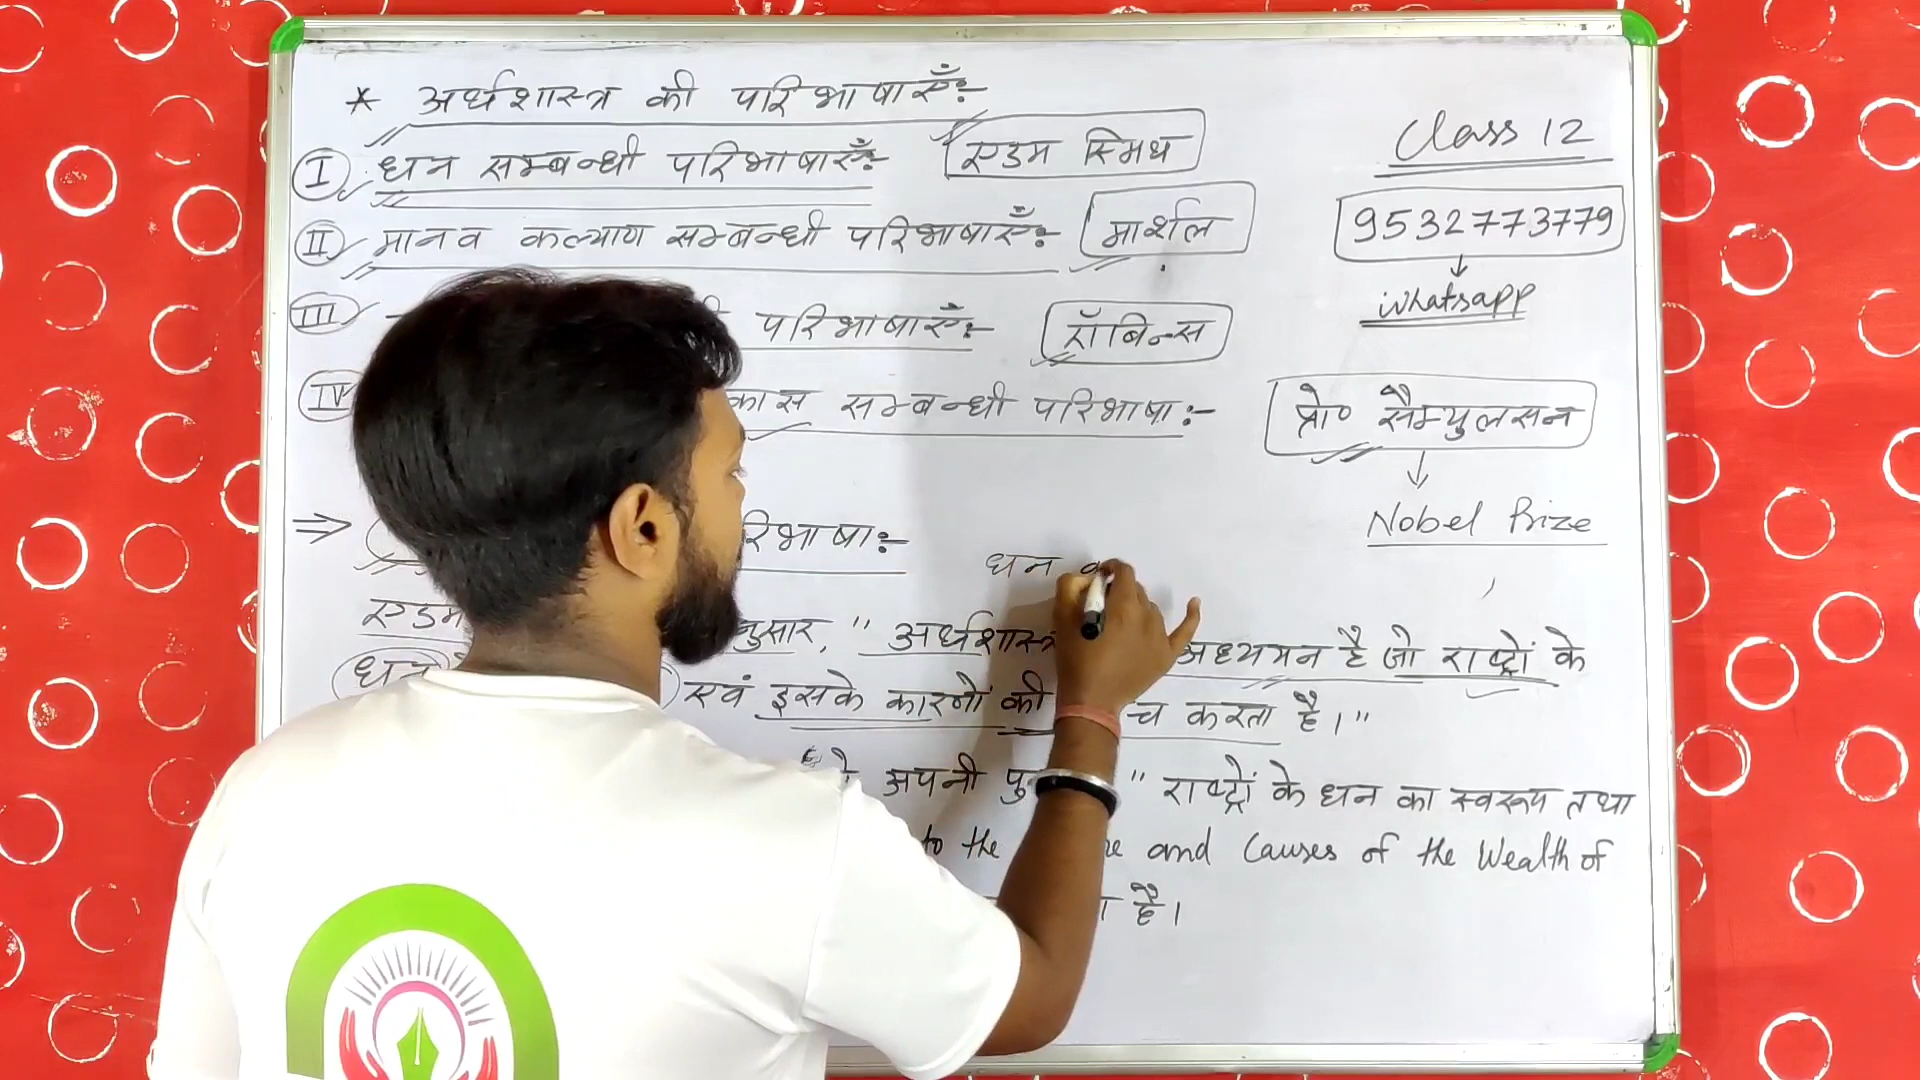 * अर्थशास्त्र की परिभाषाएँ:-
Class 12
I धन सम्बन्धी परिभाषाएँ:- एडम स्मिथ
9532773779
II मानव कल्याण सम्बन्धी परिभाषाएँ:- मार्शल
whatsapp
III परिभाषाएँ:- रॉबिन्स
IV सम्बन्धी परिभाषा:- प्रो० सैम्युलसन
Nobel Prize
⇒
धन
एडम "अर्थशास्त्र अध्ययन है जो राष्ट्रों के
धन एवं इसके कारणों की करता है।"
अपनी " राष्ट्रों के धन का स्वरूप तथा
to the and Causes of the Wealth of
है।